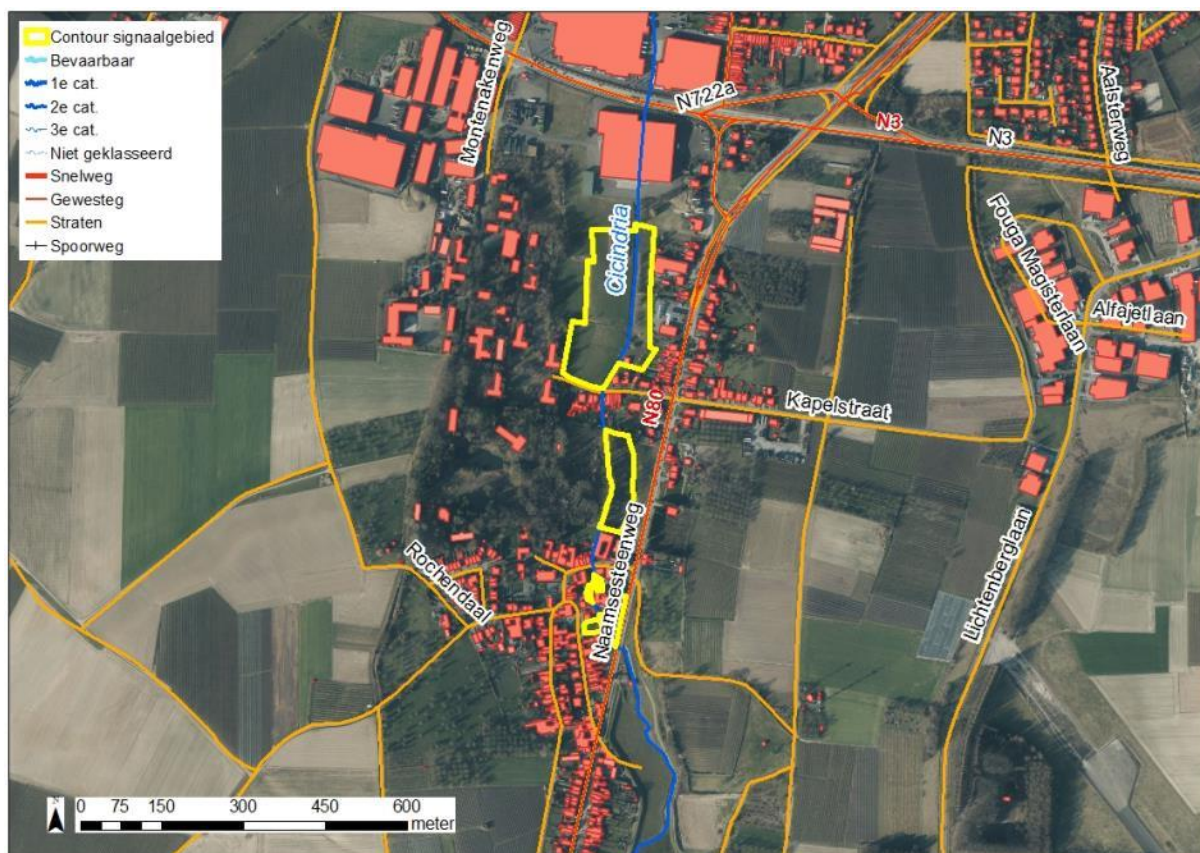 Contour signaalgebied
Bevaarbaar
1e cat.
2e cat.
3e cat.
Niet geklasseerd
Snelweg
Gewesteg
Straten
Spoorweg
Montenakenweg
N722a
N3
N3
Aalsterweg
Cicindria
Fouga Magisterlaan
Alfajetlaan
N80
Kapelstraat
Rochendaal
Naamsesteenweg
Lichtenberglaan
0 75 150 300 450 600
meter